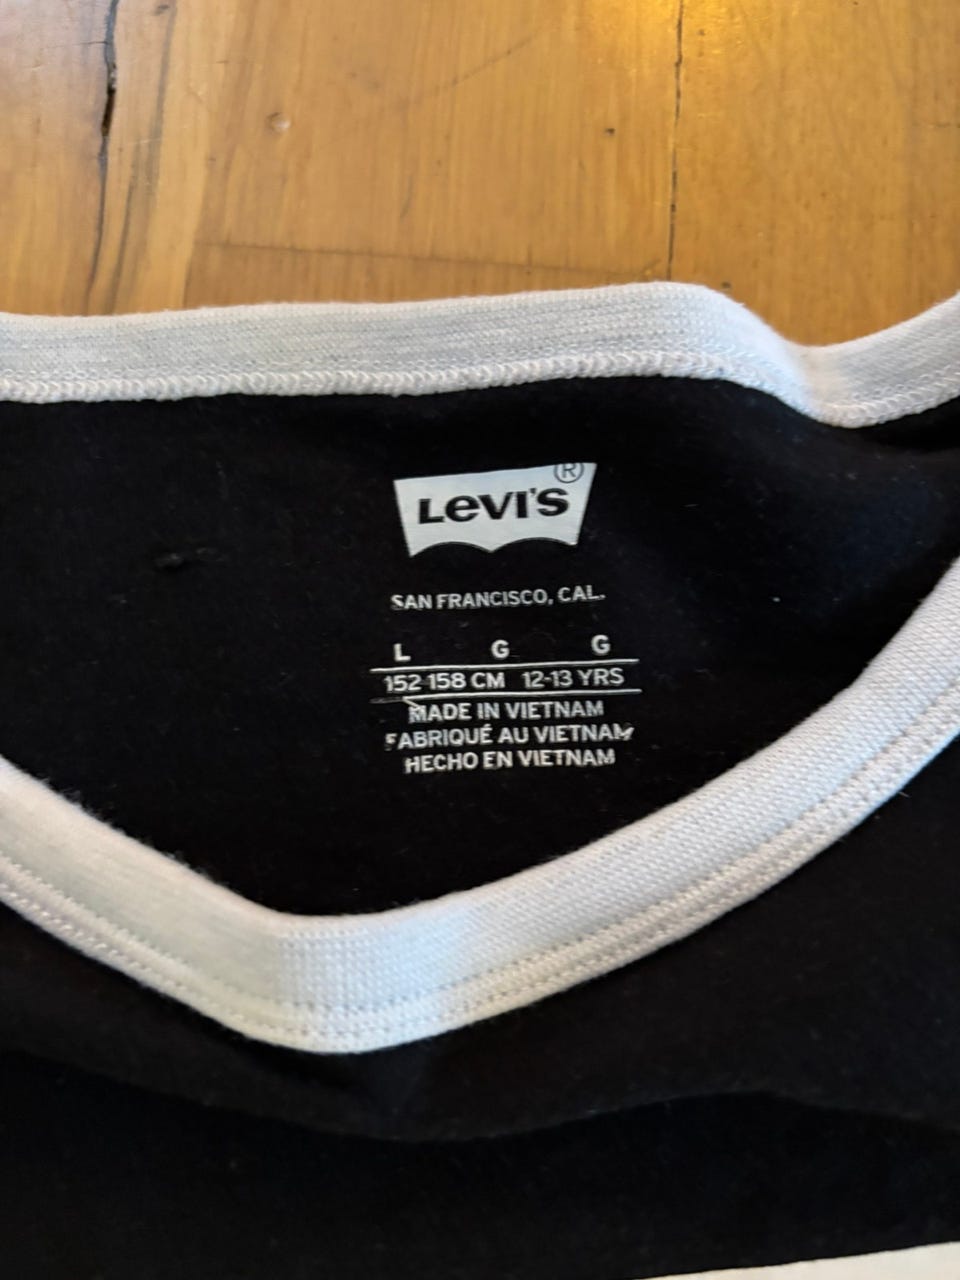 LEVI'S®
SAN FRANCISCO, CAL.
L G G
152-158 CM 12-13 YRS
MADE IN VIETNAM
FABRIQUÉ AU VIETNAM
HECHO EN VIETNAM